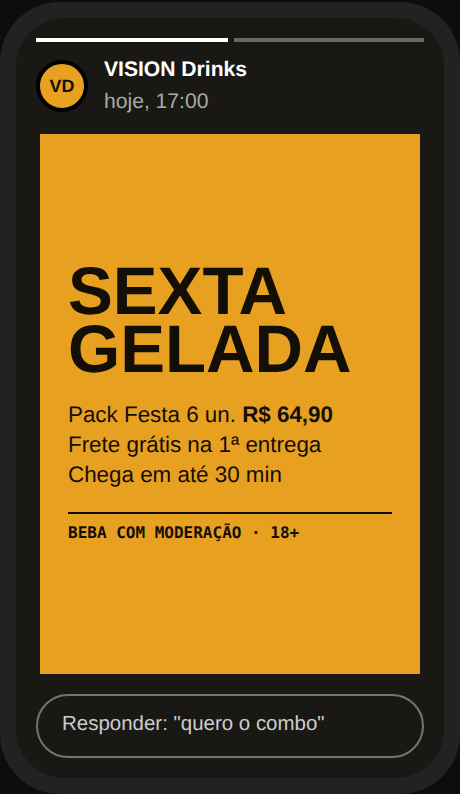 VD
VISION Drinks
hoje, 17:00
SEXTA
GELADA
Pack Festa 6 un. R$ 64,90
Frete grátis na 1ª entrega
Chega em até 30 min
BEBA COM MODERAÇÃO · 18+
Responder: "quero o combo"